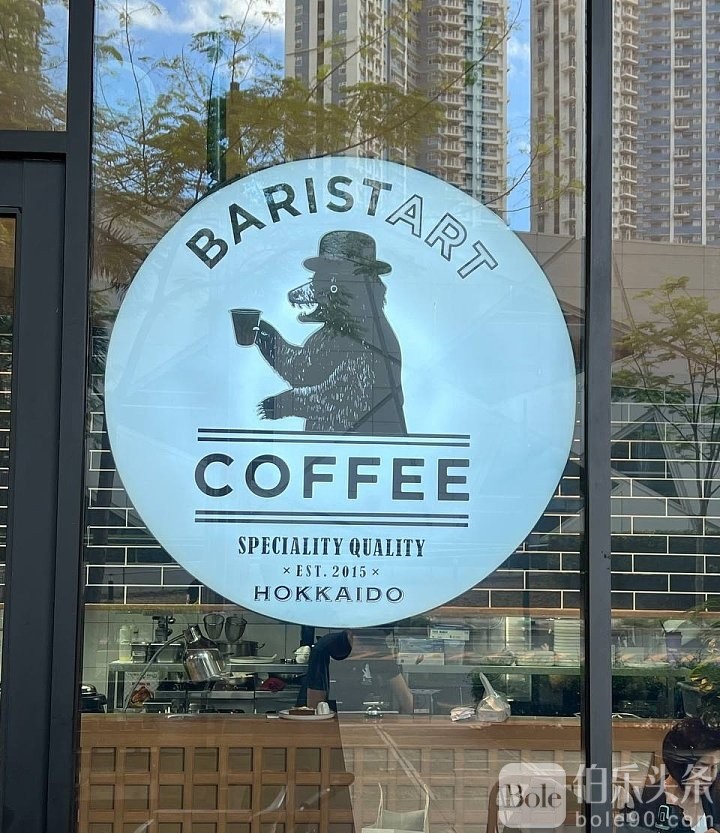 BARISTART
COFFEE
SPECIALITY QUALITY
× EST. 2015 ×
HOKKAIDO
Bole 伯乐头条
bole90.com